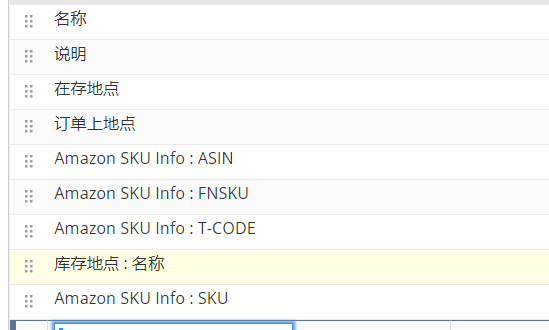 名称
说明
在存地点
订单上地点
Amazon SKU Info : ASIN
Amazon SKU Info : FNSKU
Amazon SKU Info : T-CODE
库存地点 : 名称
Amazon SKU Info : SKU